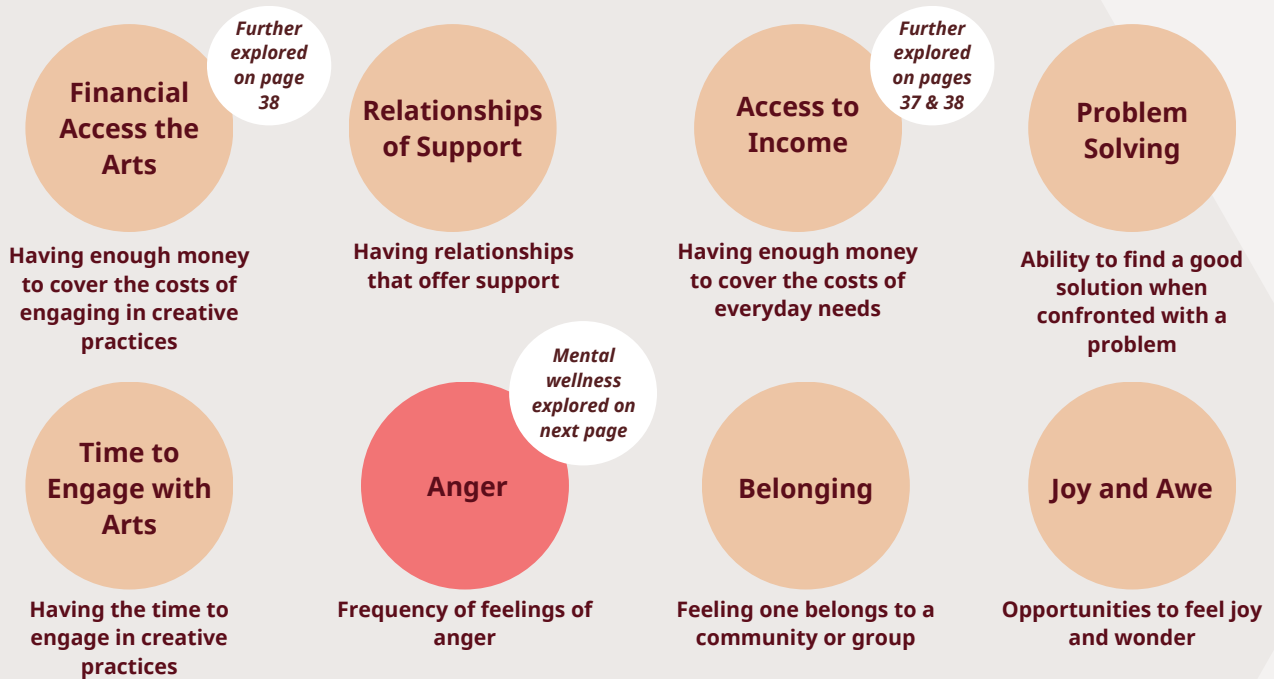 Financial
Access the
Arts
Further
explored
on page
38
Having enough money
to cover the costs of
engaging in creative
practices
Relationships
of Support
Having relationships
that offer support
Access to
Income
Further
explored
on pages
37 & 38
Having enough money
to cover the costs of
everyday needs
Problem
Solving
Ability to find a good
solution when
confronted with a
problem
Time to
Engage with
Arts
Having the time to
engage in creative
practices
Anger
Mental
wellness
explored on
next page
Frequency of feelings of
anger
Belonging
Feeling one belongs to a
community or group
Joy and Awe
Opportunities to feel joy
and wonder